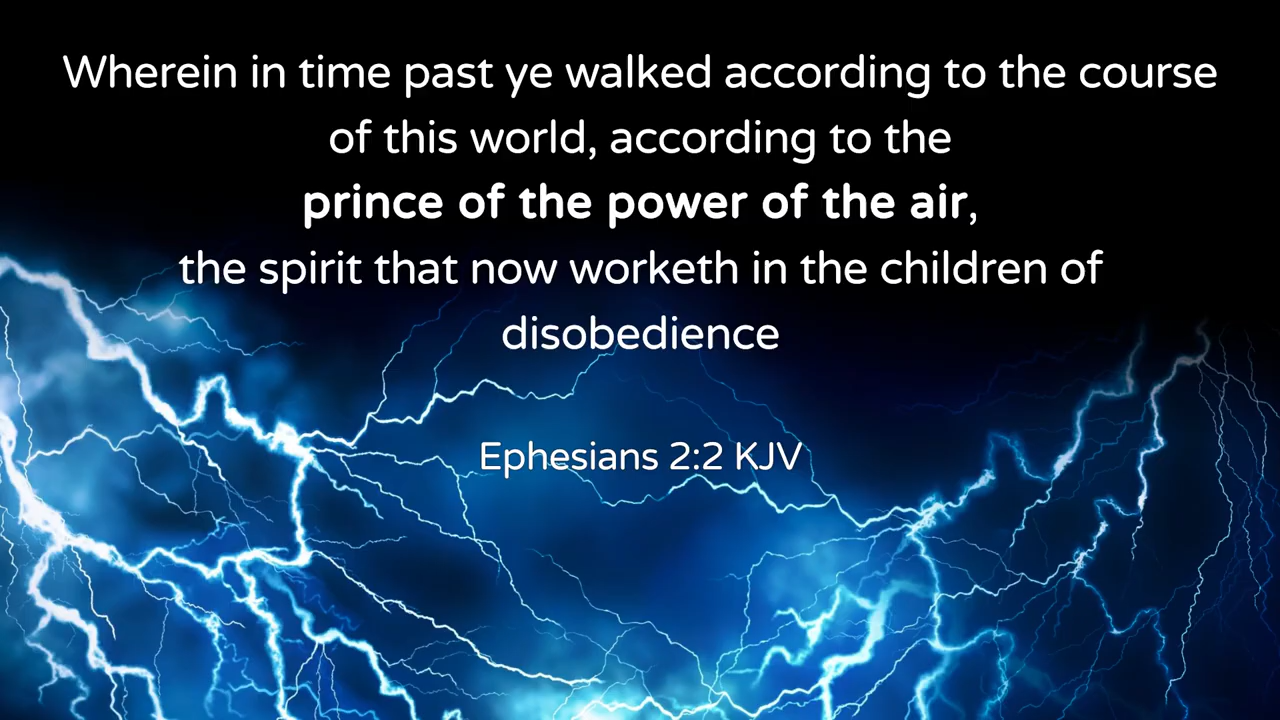 Wherein in time past ye walked according to the course
of this world, according to the
prince of the power of the air,
the spirit that now worketh in the children of
disobedience
Ephesians 2:2 KJV